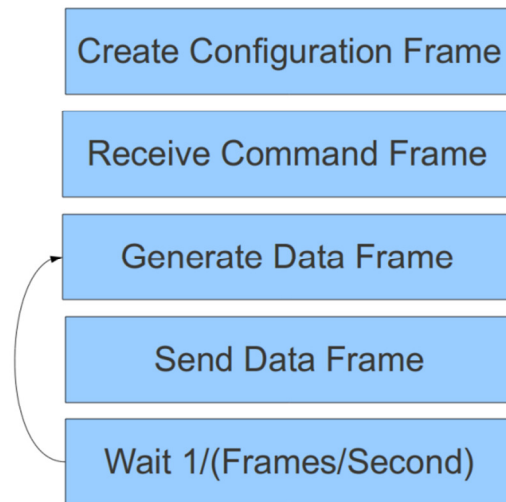 Create Configuration Frame
Receive Command Frame
Generate Data Frame
Send Data Frame
Wait 1/(Frames/Second)